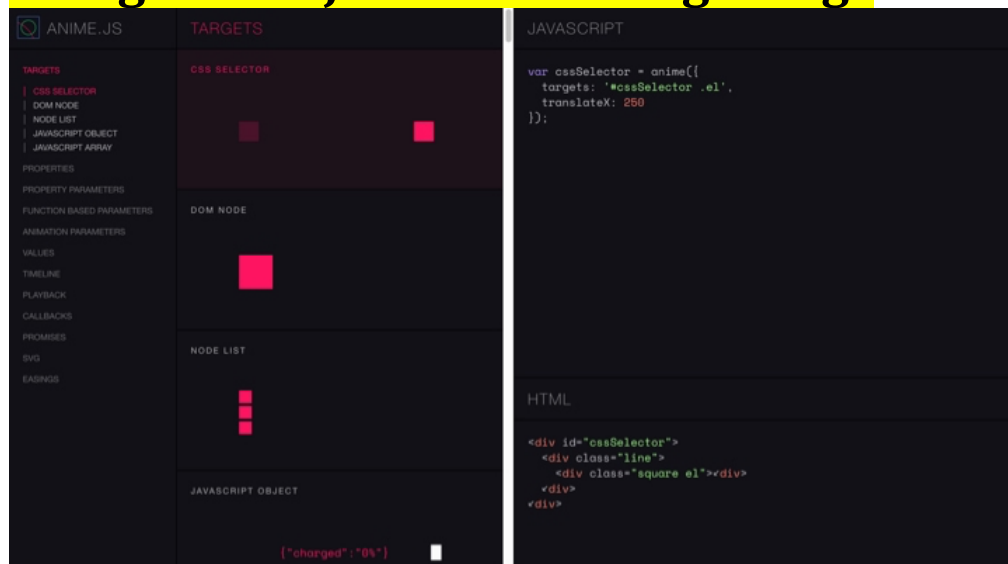 ANIME.JS
TARGETS
CSS SELECTOR
DOM NODE
NODE LIST
JAVASCRIPT OBJECT
JAVASCRIPT ARRAY
PROPERTIES
PROPERTY PARAMETERS
FUNCTION BASED PARAMETERS
ANIMATION PARAMETERS
VALUES
TIMELINE
PLAYBACK
CALLBACKS
PROMISES
SVG
EASINGS
TARGETS
CSS SELECTOR
DOM NODE
NODE LIST
JAVASCRIPT OBJECT
{"charged":"0%"}
JAVASCRIPT
var cssSelector = anime({
targets: '#cssSelector .el',
translateX: 250
});
HTML
<div id="cssSelector">
<div class="line">
<div class="square el"></div>
</div>
</div>